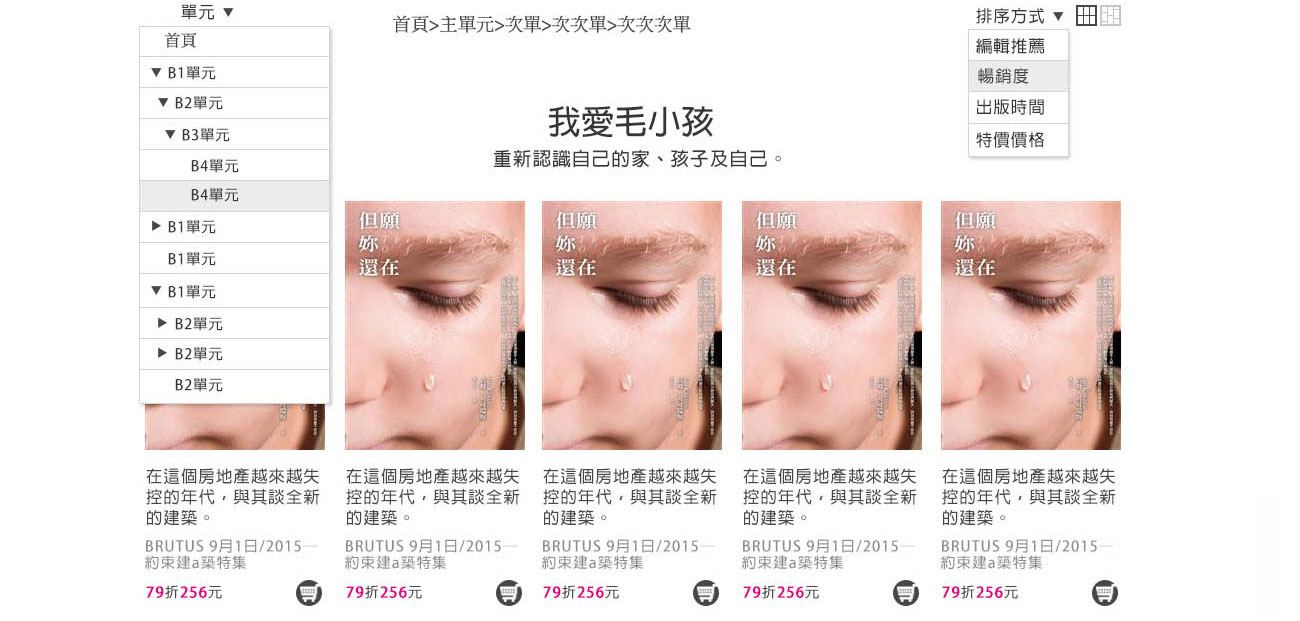 單元 ▼
首頁>主單元>次單>次次單>次次次單
排序方式 ▼
首頁
▼ B1單元
▼ B2單元
▼ B3單元
B4單元
B4單元
▶ B1單元
B1單元
▼ B1單元
▶ B2單元
▶ B2單元
B2單元
編輯推薦
暢銷度
出版時間
特價價格
我愛毛小孩
重新認識自己的家、孩子及自己。
但願
妳。
還在
但願
妳。
還在
但願
妳。
還在
但願
妳。
還在
在這個房地產越來越失
控的年代，與其談全新
的建築。
BRUTUS 9月1日/2015—
約束建a築特集
79折256元
在這個房地產越來越失
控的年代，與其談全新
的建築。
BRUTUS 9月1日/2015—
約束建a築特集
79折256元
在這個房地產越來越失
控的年代，與其談全新
的建築。
BRUTUS 9月1日/2015—
約束建a築特集
79折256元
在這個房地產越來越失
控的年代，與其談全新
的建築。
BRUTUS 9月1日/2015—
約束建a築特集
79折256元
在這個房地產越來越失
控的年代，與其談全新
的建築。
BRUTUS 9月1日/2015—
約束建a築特集
79折256元